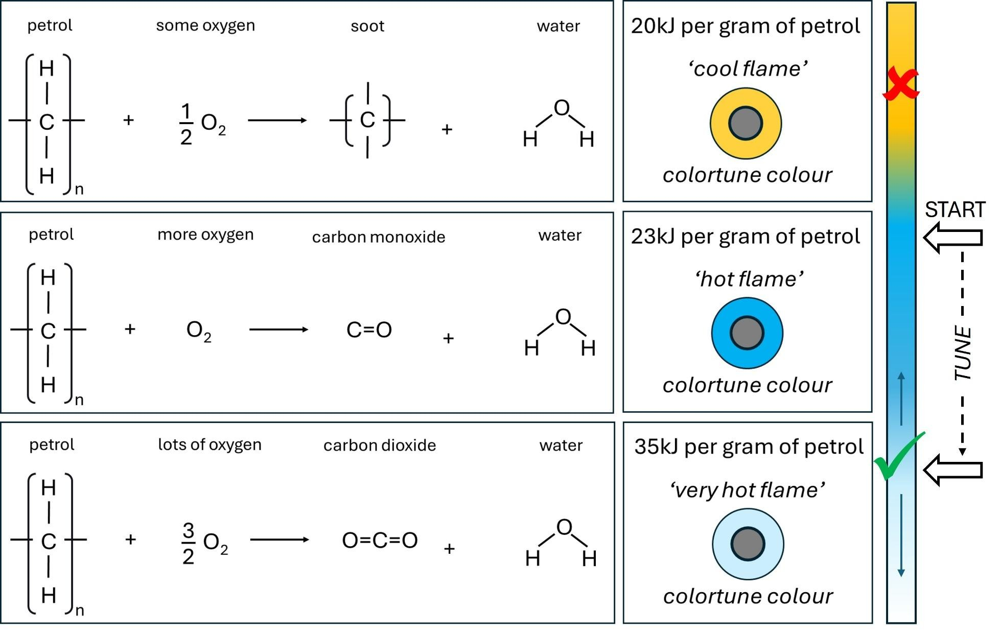 petrol some oxygen soot water
H
C
H
n
+
1
2
O2
C
+
O
H H
20kJ per gram of petrol
‘cool flame’
colortune colour
START
petrol more oxygen carbon monoxide water
H
C
H
n
+
O2
C=O
+
O
H H
23kJ per gram of petrol
‘hot flame’
colortune colour
TUNE
petrol lots of oxygen carbon dioxide water
H
C
H
n
+
3
2
O2
O=C=O
+
O
H H
35kJ per gram of petrol
‘very hot flame’
colortune colour